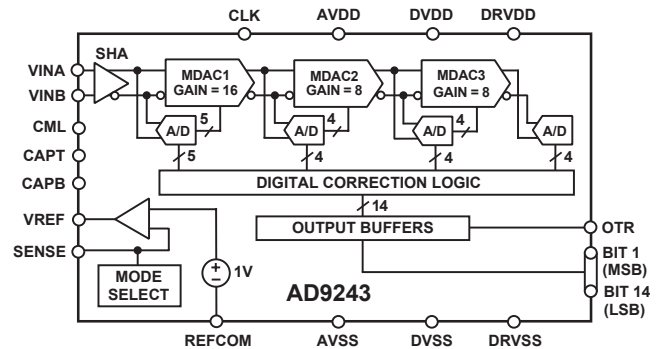 CLK AVDD DVDD DRVDD
SHA
VINA
VINB
CML
CAPT
CAPB
VREF
SENSE
MDAC1
GAIN = 16
MDAC2
GAIN = 8
MDAC3
GAIN = 8
A/D
5
A/D
4
A/D
4
A/D
5
4
4
4
DIGITAL CORRECTION LOGIC
14
OUTPUT BUFFERS
OTR
BIT 1
(MSB)
BIT 14
(LSB)
+
–
1V
MODE
SELECT
AD9243
REFCOM AVSS DVSS DRVSS